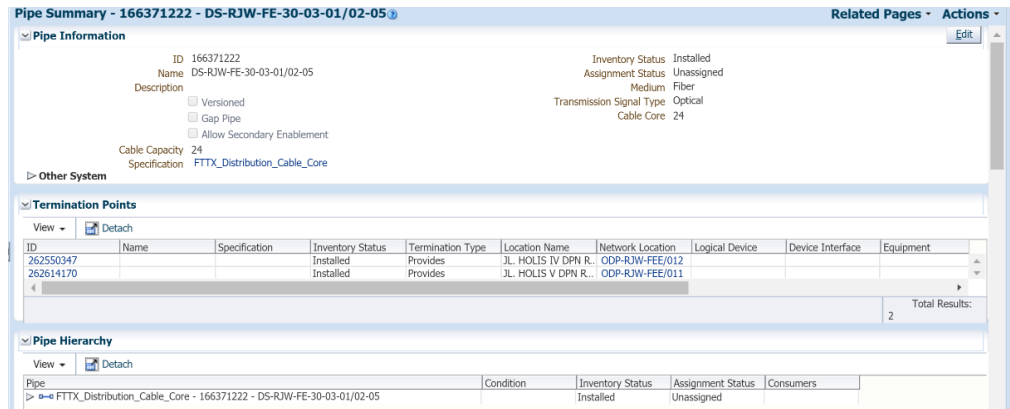 Pipe Summary - 166371222 - DS-RJW-FE-30-03-01/02-05 Related Pages Actions
Pipe Information Edit
ID 166371222 Inventory Status Installed
Name DS-RJW-FE-30-03-01/02-05 Assignment Status Unassigned
Description Medium Fiber
Versioned Transmission Signal Type Optical
Gap Pipe Cable Core 24
Allow Secondary Enablement
Cable Capacity 24
Specification FTTX_Distribution_Cable_Core
Other System
Termination Points
View Detach
ID Name Specification Inventory Status Termination Type Location Name Network Location Logical Device Device Interface Equipment
262550347 Installed Provides JL. HOLIS IV DPN R.. ODP-RJW-FEE/012
262614170 Installed Provides JL. HOLIS V DPN R... ODP-RJW-FEE/011
Total Results:
2
Pipe Hierarchy
View Detach
Pipe Condition Inventory Status Assignment Status Consumers
FTTX_Distribution_Cable_Core - 166371222 - DS-RJW-FE-30-03-01/02-05 Installed Unassigned